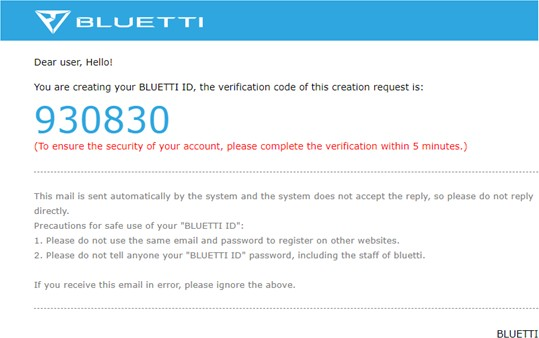 BLUETTI
Dear user, Hello!
You are creating your BLUETTI ID, the verification code of this creation request is:
930830
(To ensure the security of your account, please complete the verification within 5 minutes.)
This mail is sent automatically by the system and the system does not accept the reply, so please do not reply
directly.
Precautions for safe use of your "BLUETTI ID":
1. Please do not use the same email and password to register on other websites.
2. Please do not tell anyone your "BLUETTI ID" password, including the staff of bluetti.
If you receive this email in error, please ignore the above.
BLUETTI